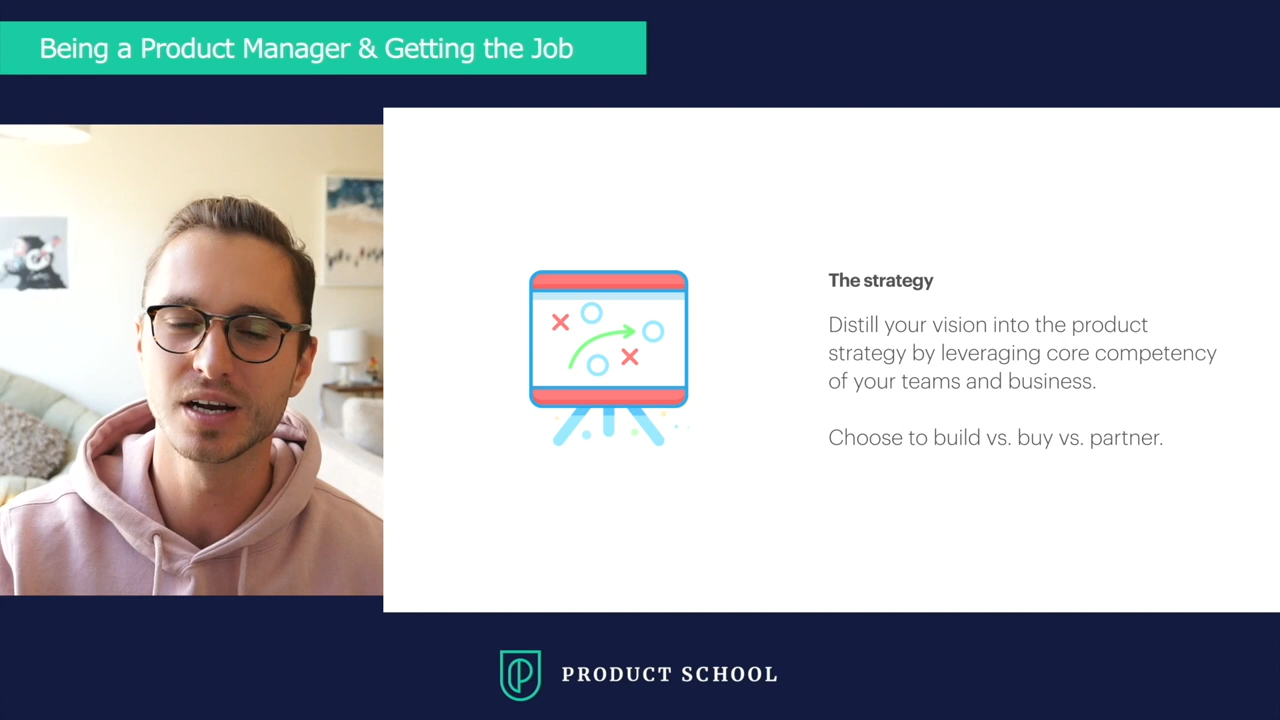 Being a Product Manager & Getting the Job
The strategy
Distill your vision into the product
strategy by leveraging core competency
of your teams and business.
Choose to build vs. buy vs. partner.
PRODUCT SCHOOL